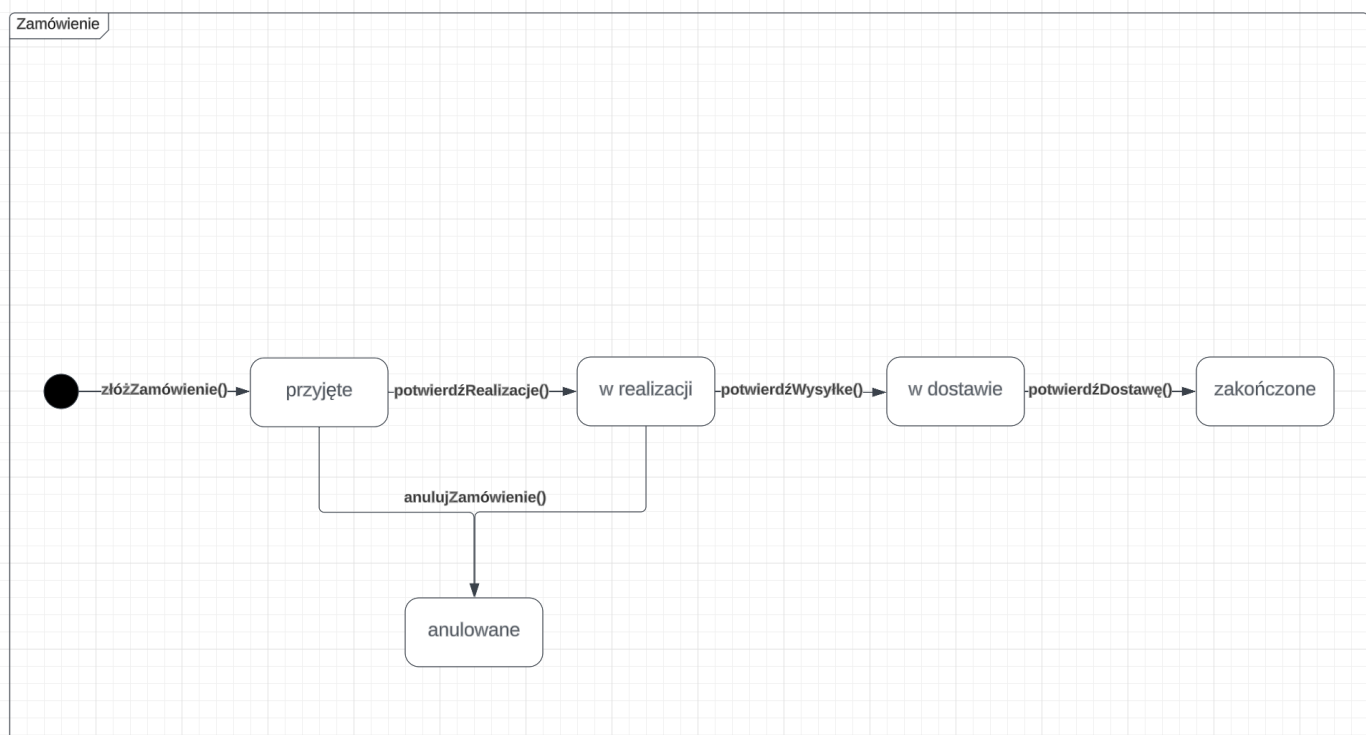 Zamówienie
złóżZamówienie()
przyjęte
potwierdźRealizacje()
w realizacji
potwierdźWysyłke()
w dostawie
potwierdźDostawę()
zakończone
anulujZamówienie()
anulowane